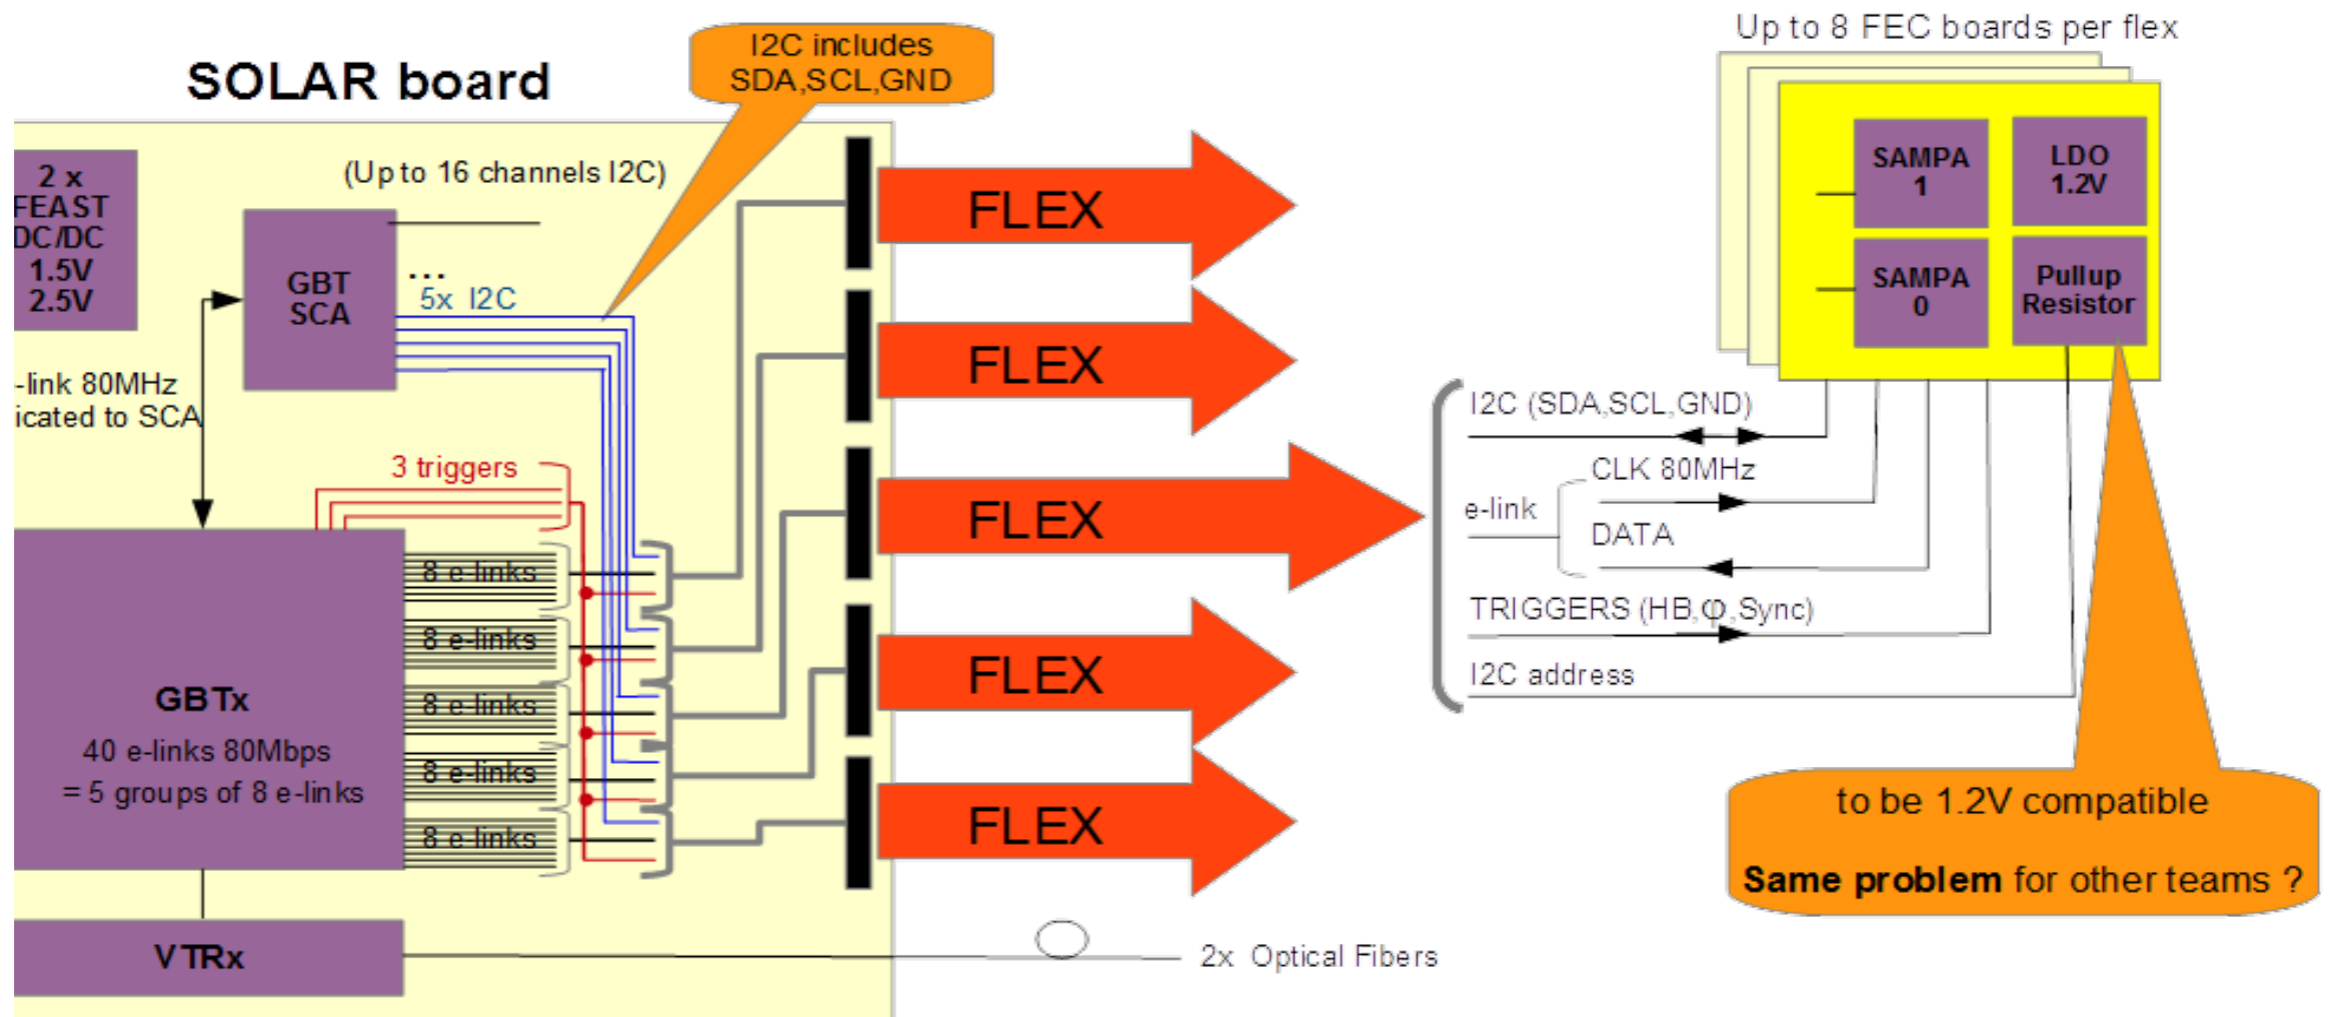 Up to 8 FEC boards per flex
I2C includes
SDA,SCL,GND
SOLAR board
2 x
FEAST
DC/DC
1.5V
2.5V
(Up to 16 channels I2C)
GBT
SCA
...
5x I2C
-link 80MHz
icated to SCA
3 triggers
8 e-links
8 e-links
8 e-links
8 e-links
8 e-links
GBTx
40 e-links 80Mbps
= 5 groups of 8 e-links
VTRx
FLEX
FLEX
FLEX
FLEX
FLEX
2x Optical Fibers
SAMPA
1
LDO
1.2V
SAMPA
0
Pullup
Resistor
I2C (SDA,SCL,GND)
CLK 80MHz
e-link
DATA
TRIGGERS (HB,φ,Sync)
I2C address
to be 1.2V compatible
Same problem for other teams ?